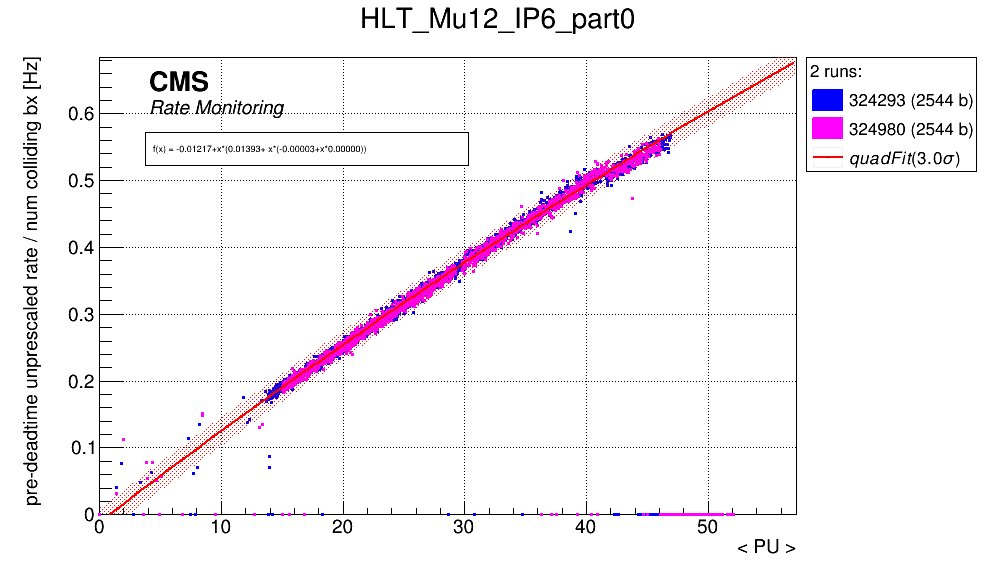 HLT_Mu12_IP6_part0
pre-deadtime unprescaled rate / num colliding bx [Hz]
CMS
Rate Monitoring
f(x) = -0.01217+x*(0.01393+ x*(-0.00003+x*0.00000))
2 runs:
324293 (2544 b)
324980 (2544 b)
quadFit(3.0σ)
0.6
0.5
0.4
0.3
0.2
0.1
0
0 10 20 30 40 50
< PU >